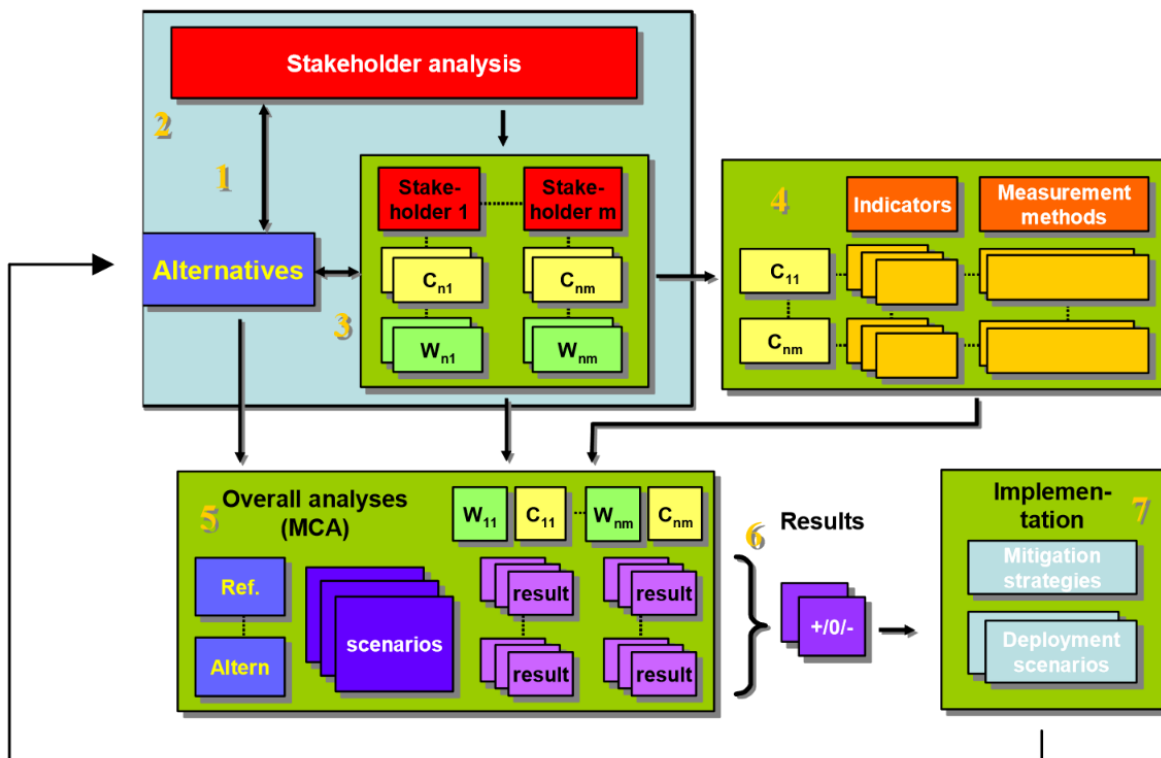 Stakeholder analysis
2
1
Stake-
holder 1
Stake-
holder m
4
Indicators
Measurement
methods
Alternatives
C11
Cn1
Cnm
3
Cnm
Wn1
Wnm
5
Overall analyses
(MCA)
W11
C11
Wnm
Cnm
6
Results
Implemen-
tation
7
Ref.
result
result
Mitigation
strategies
scenarios
+/0/-
Altern
result
result
Deployment
scenarios